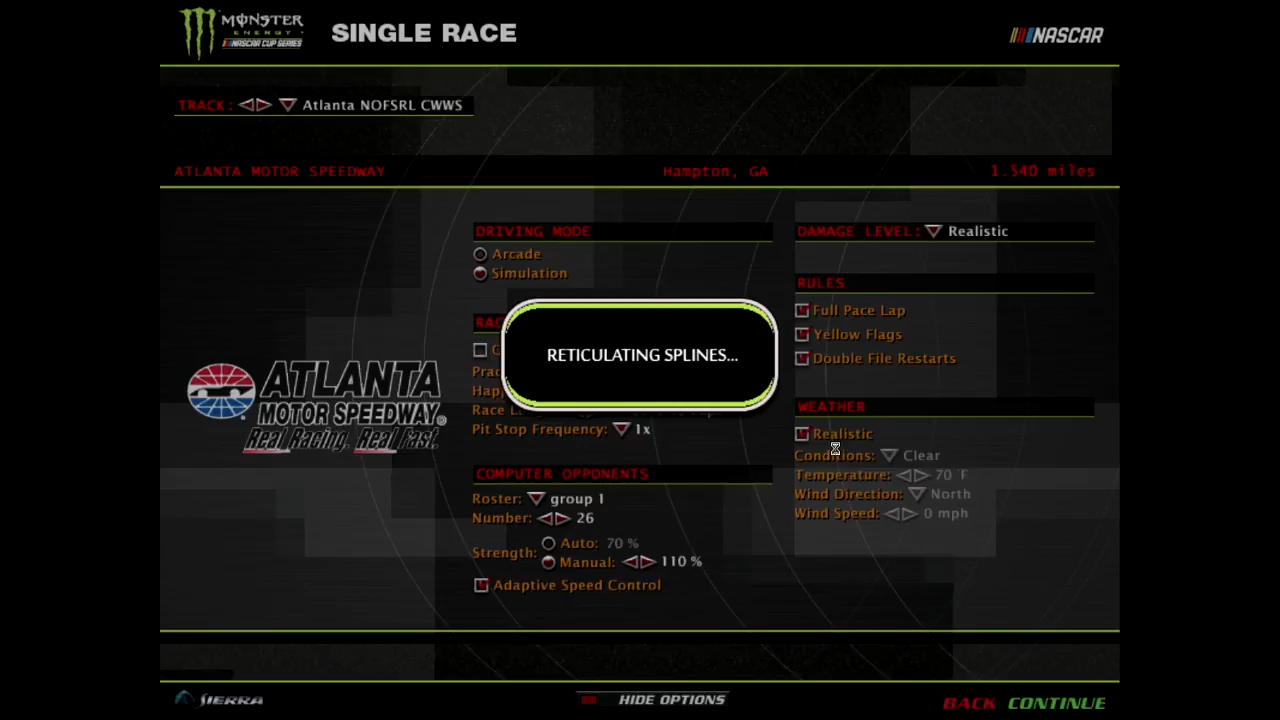 MONSTER
ENERGY
NASCAR CUP SERIES
SINGLE RACE
NASCAR
TRACK: Atlanta NOFSRL CWWS
ATLANTA MOTOR SPEEDWAY Hampton, GA 1.540 miles
DRIVING MODE
Arcade
Simulation
DAMAGE LEVEL: Realistic
RULES
Full Pace Lap
Yellow Flags
Double File Restarts
RETICULATING SPLINES...
Pit Stop Frequency: 1x
ATLANTA
MOTOR SPEEDWAY®
Real Racing. Real Fast.
WEATHER
Realistic
Conditions: Clear
Temperature: 70 °F
Wind Direction: North
Wind Speed: 0 mph
COMPUTER OPPONENTS
Roster: group 1
Number: 26
Strength:
Auto: 70 %
Manual: 110 %
Adaptive Speed Control
SIERRA
HIDE OPTIONS
BACK CONTINUE